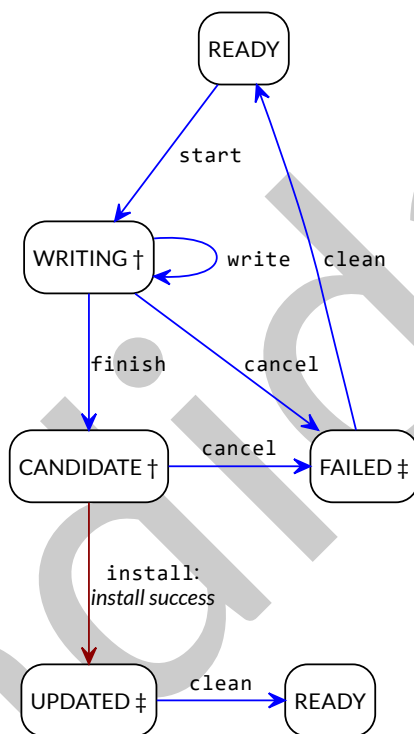 READY
start
WRITING †
write
clean
finish
cancel
CANDIDATE †
cancel
FAILED ‡
install:
install success
UPDATED ‡
clean
READY